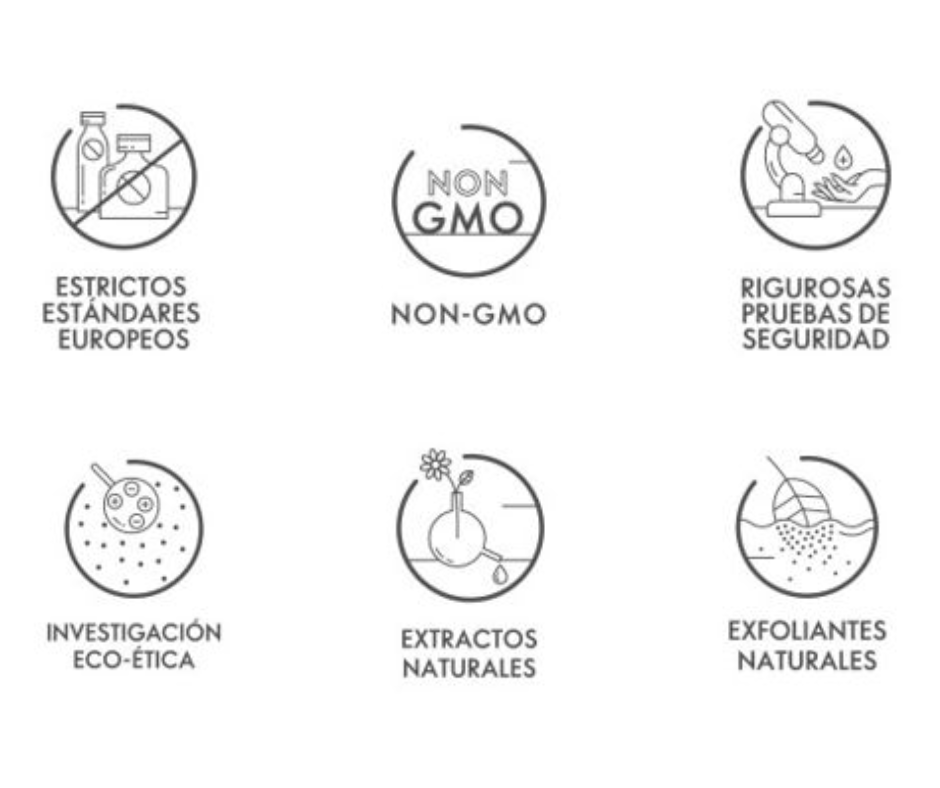 NON
GMO
ESTRICTOS
ESTÁNDARES
EUROPEOS
NON-GMO
RIGUROSAS
PRUEBAS DE
SEGURIDAD
INVESTIGACIÓN
ECO-ÉTICA
EXTRACTOS
NATURALES
EXFOLIANTES
NATURALES